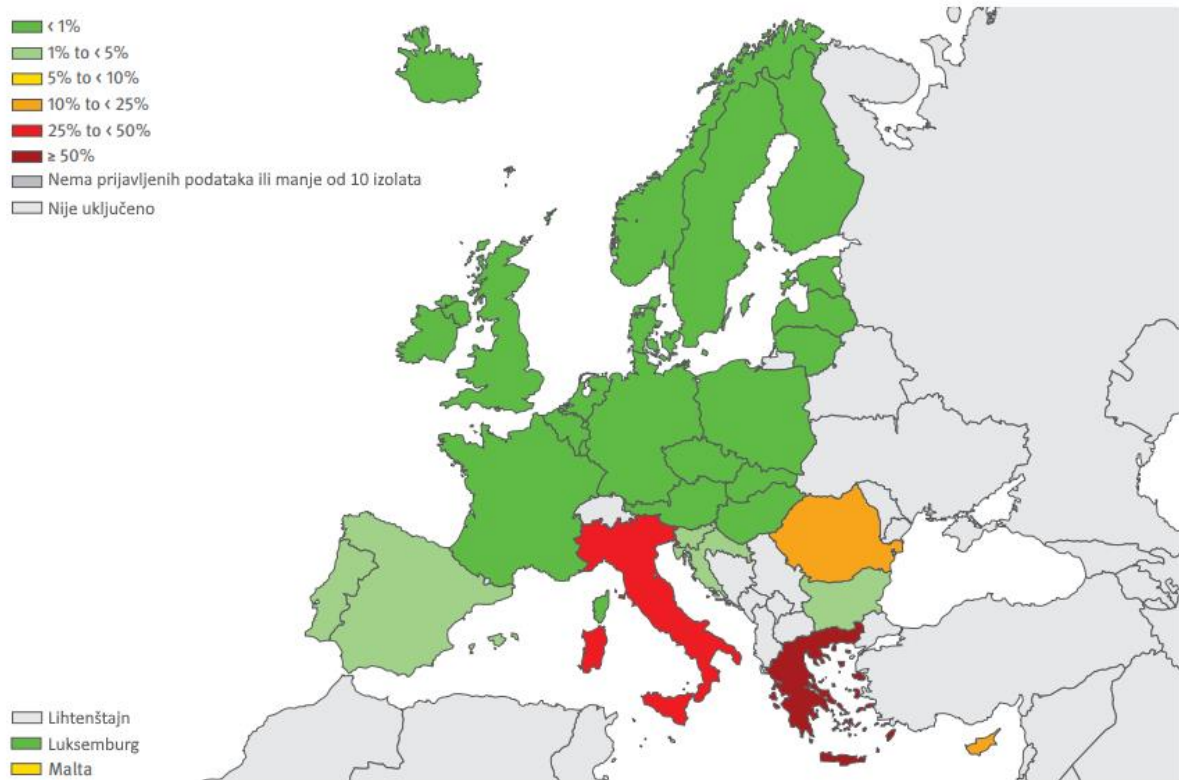 < 1%
1% to < 5%
5% to < 10%
10% to < 25%
25% to < 50%
≥ 50%
Nema prijavljenih podataka ili manje od 10 izolata
Nije uključeno
Lihtenštajn
Luksemburg
Malta